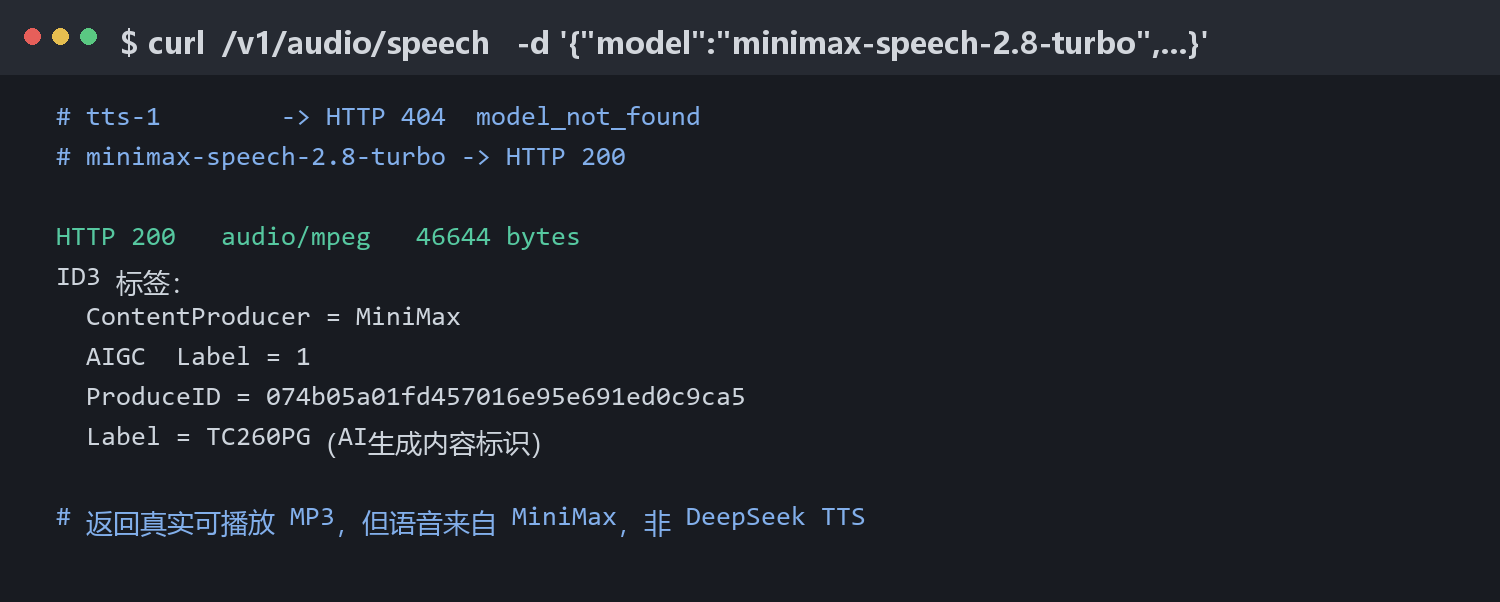 $ curl  /v1/audio/speech   -d '{"model":"minimax-speech-2.8-turbo",...}'
# tts-1        -> HTTP 404  model_not_found
# minimax-speech-2.8-turbo -> HTTP 200
HTTP 200   audio/mpeg   46644 bytes
ID3 标签:
  ContentProducer = MiniMax
  AIGC  Label = 1
  ProduceID = 074b05a01fd457016e95e691ed0c9ca5
  Label = TC260PG (AI生成内容标识)
# 返回真实可播放 MP3, 但语音来自 MiniMax, 非 DeepSeek TTS